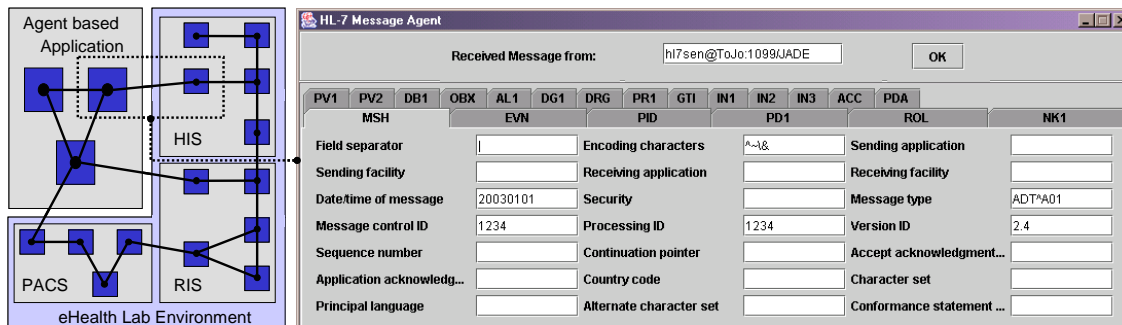 Agent based
Application
HIS
PACS
RIS
eHealth Lab Environment
HL-7 Message Agent
Received Message from: hl7sen@ToJo:1099/JADE OK
PV1 PV2 DB1 OBX AL1 DG1 DRG PR1 GTI IN1 IN2 IN3 ACC PDA
MSH EVN PID PD1 ROL NK1
Field separator | Encoding characters ^~\& Sending application
Sending facility Receiving application Receiving facility
Date/time of message 20030101 Security Message type ADT^A01
Message control ID 1234 Processing ID 1234 Version ID 2.4
Sequence number Continuation pointer Accept acknowledgment...
Application acknowledg... Country code Character set
Principal language Alternate character set Conformance statement ...